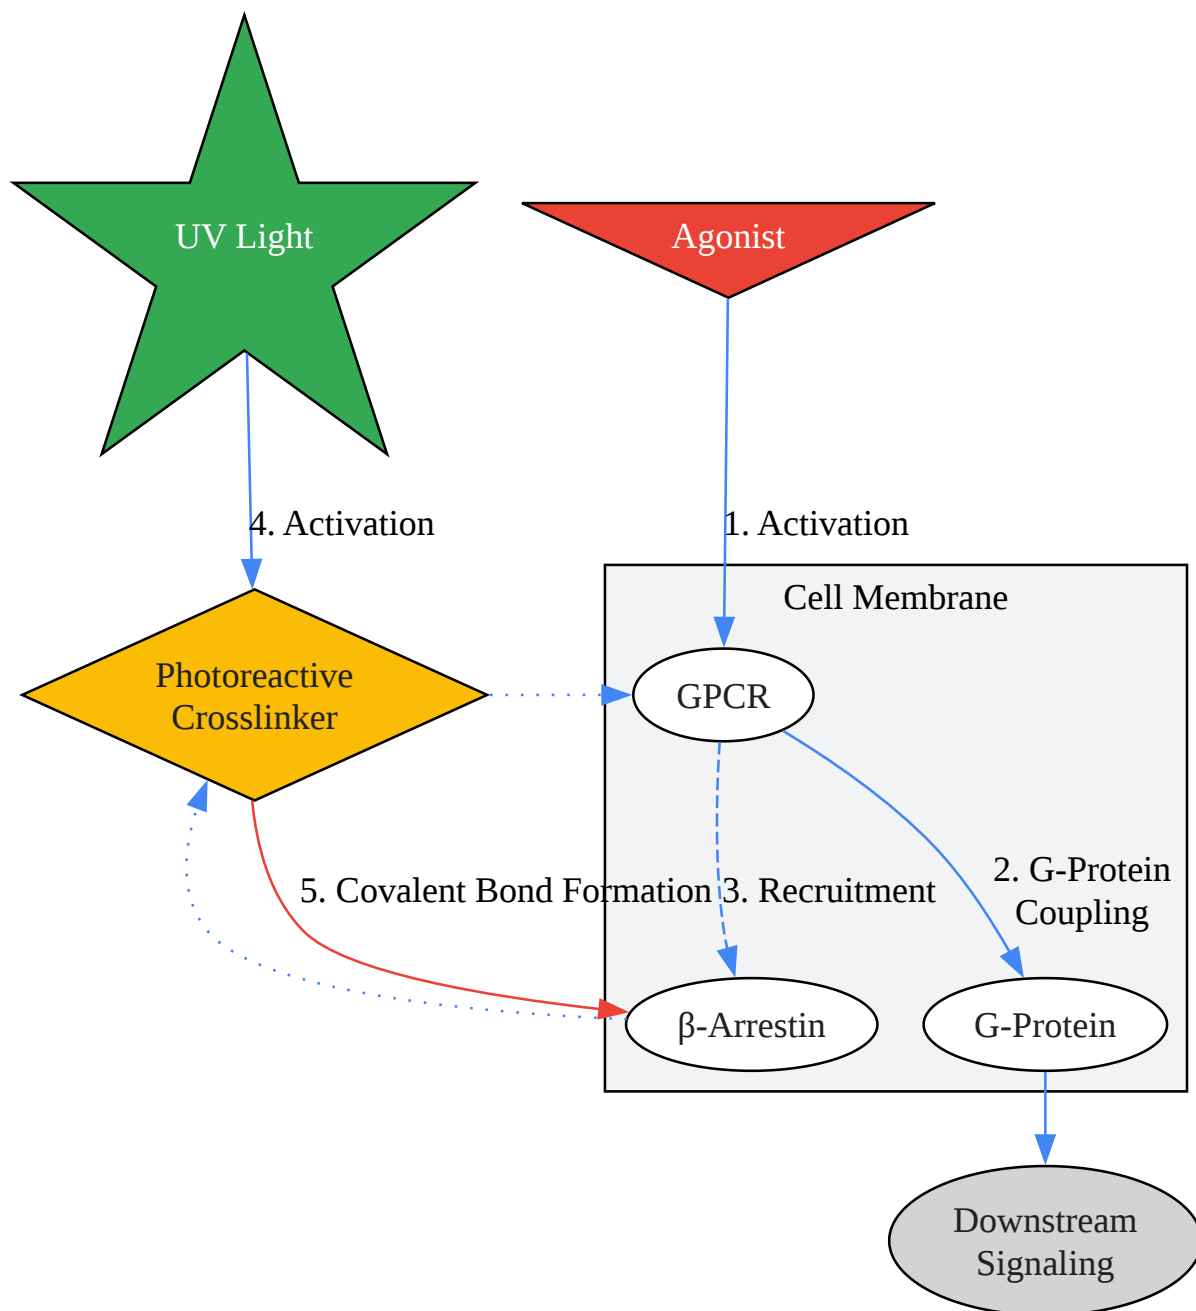 UV Light
Agonist
4. Activation
1. Activation
Cell Membrane
Photoreactive
Crosslinker
GPCR
5. Covalent Bond Formation
3. Recruitment
2. G-Protein
Coupling
β-Arrestin
G-Protein
Downstream
Signaling